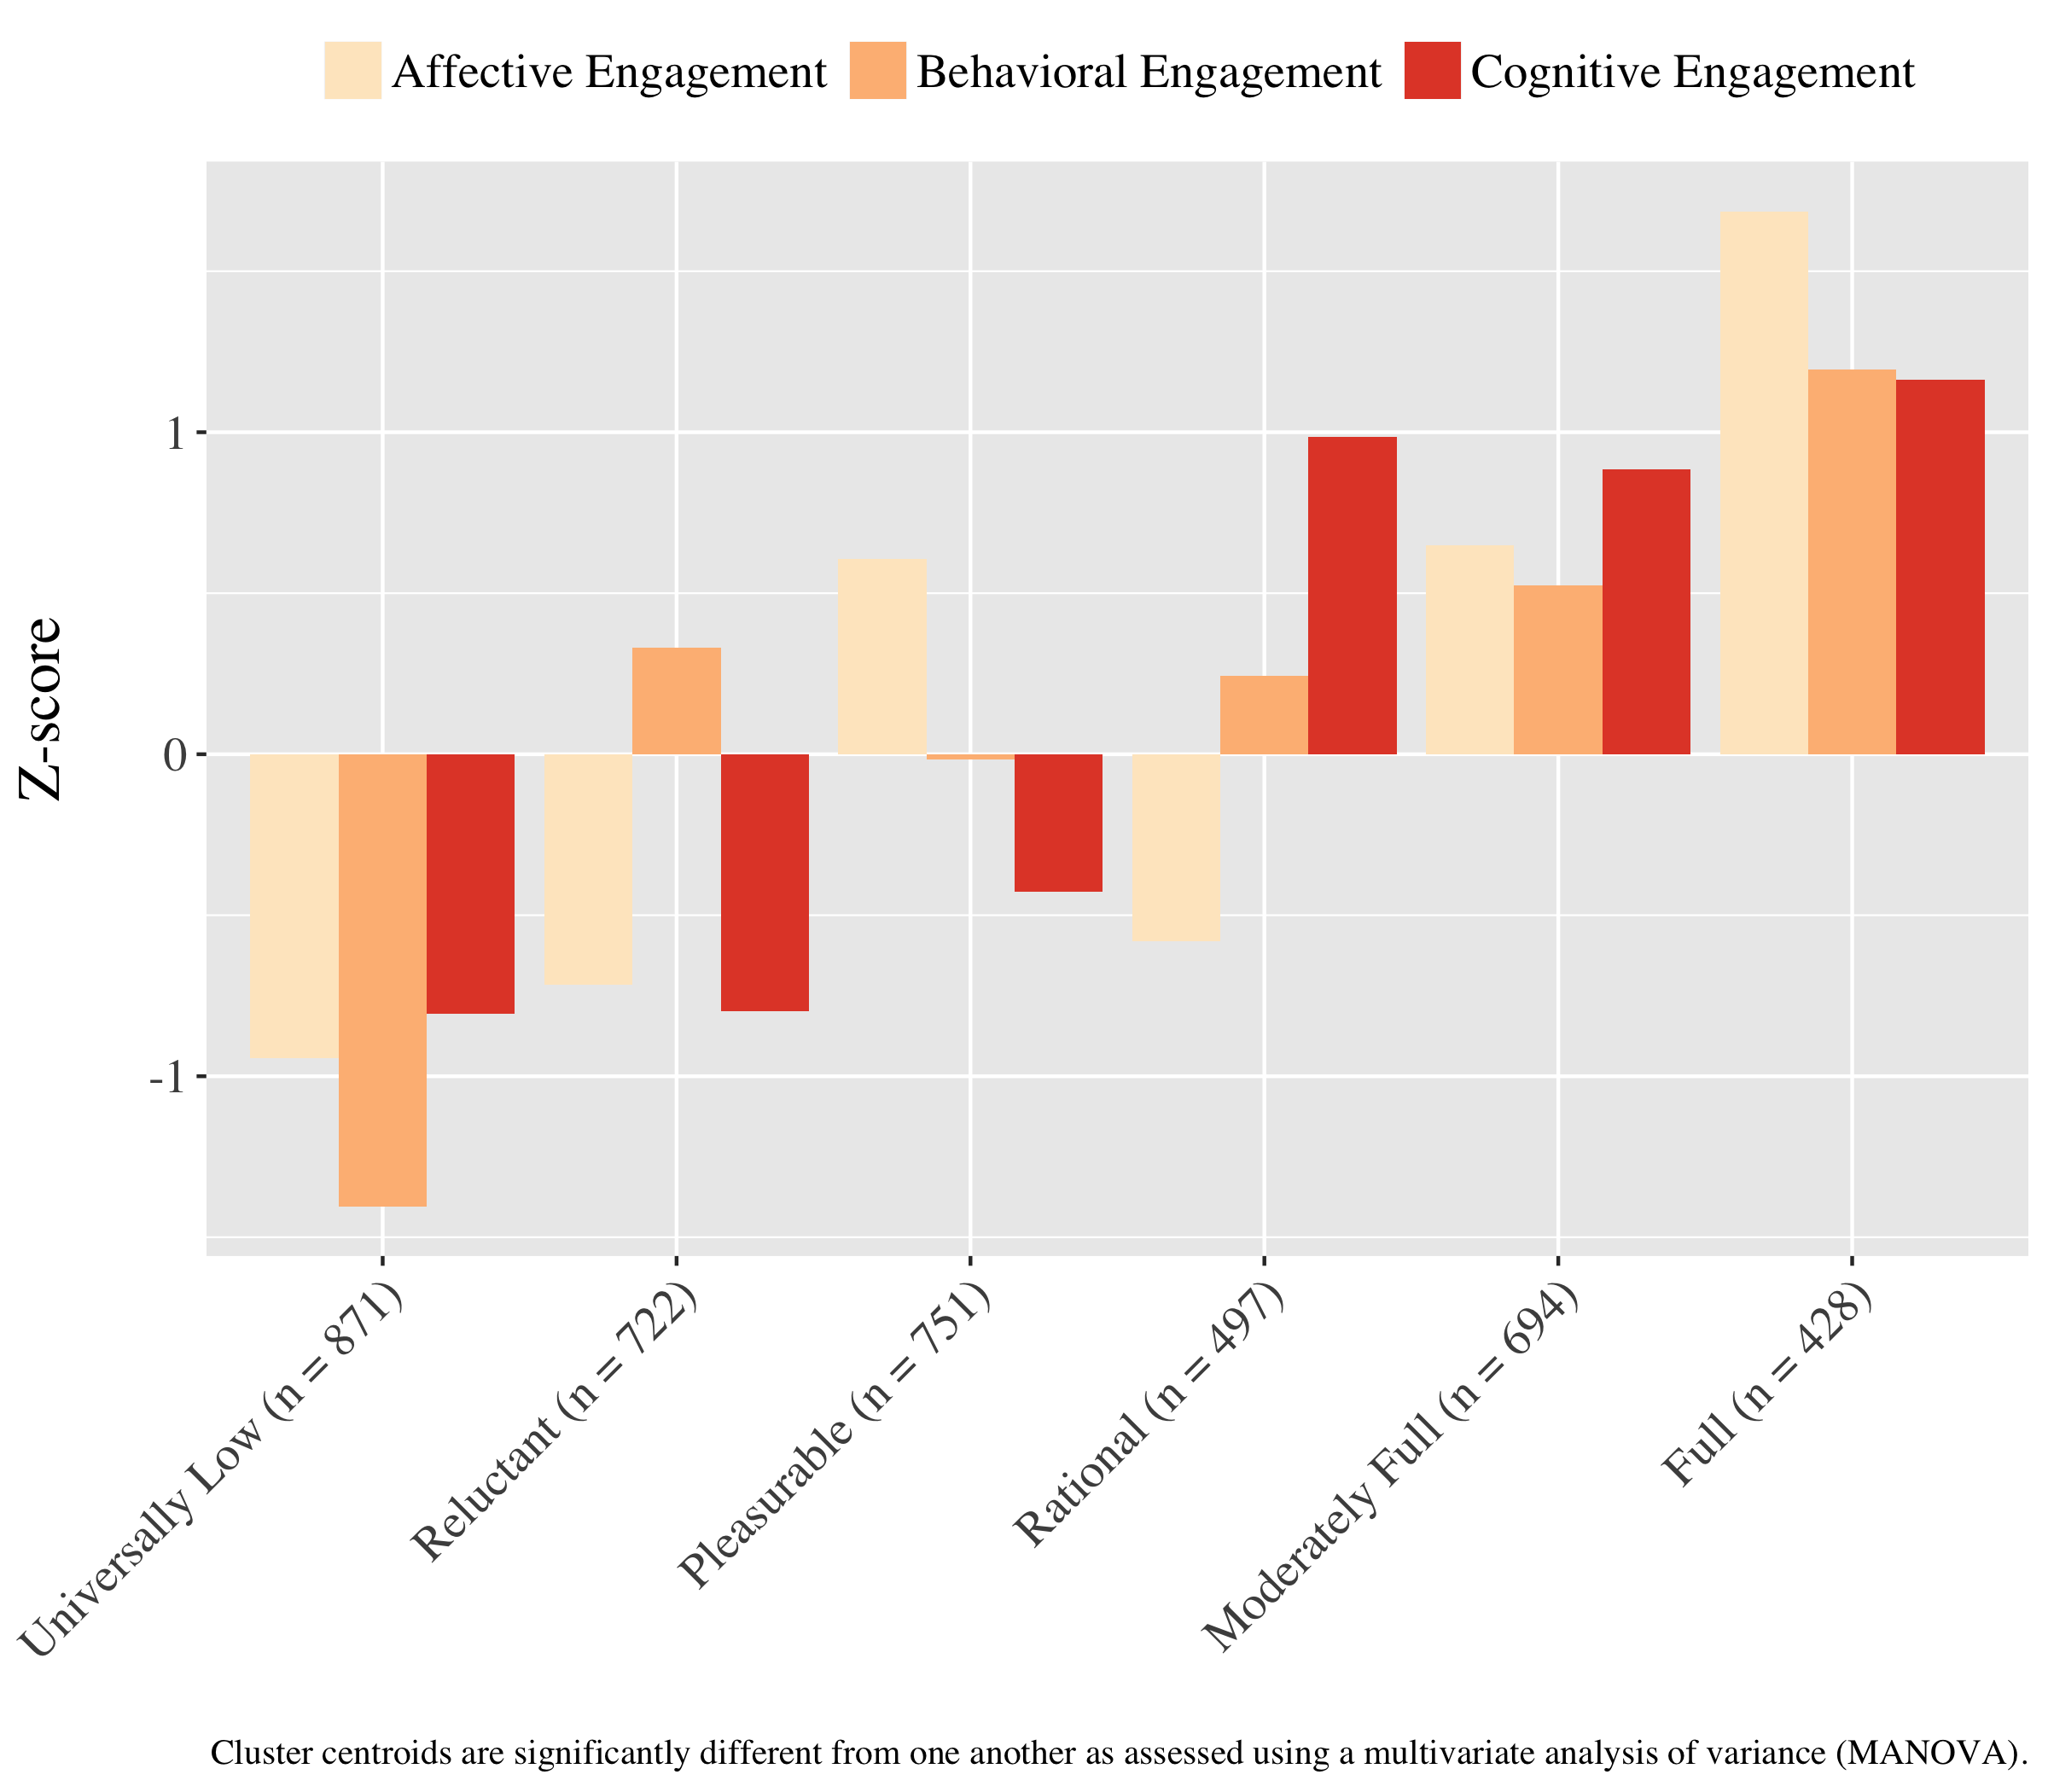 Affective Engagement Behavioral Engagement Cognitive Engagement
Z-score
1
0
-1
Universally Low (n = 871)
Reluctant (n = 722)
Pleasurable (n = 751)
Rational (n = 497)
Moderately Full (n = 694)
Full (n = 428)
Cluster centroids are significantly different from one another as assessed using a multivariate analysis of variance (MANOVA).